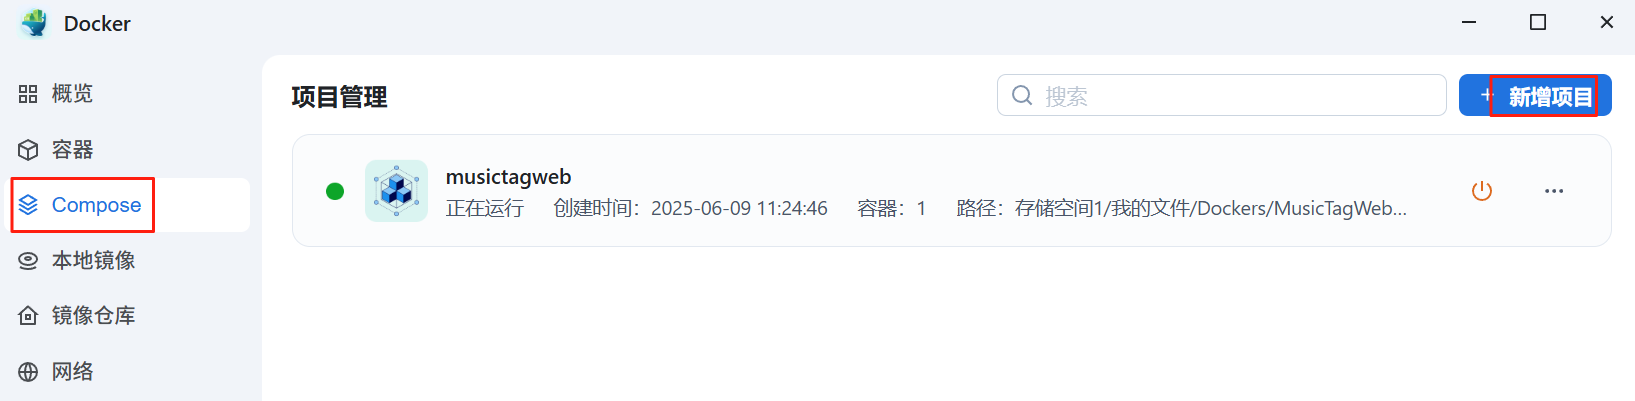 Docker
概览
容器
Compose
本地镜像
镜像仓库
网络
项目管理
搜索
+ 新增项目
musictagweb
正在运行 创建时间：2025-06-09 11:24:46 容器：1 路径：存储空间1/我的文件/Dockers/MusicTagWeb...